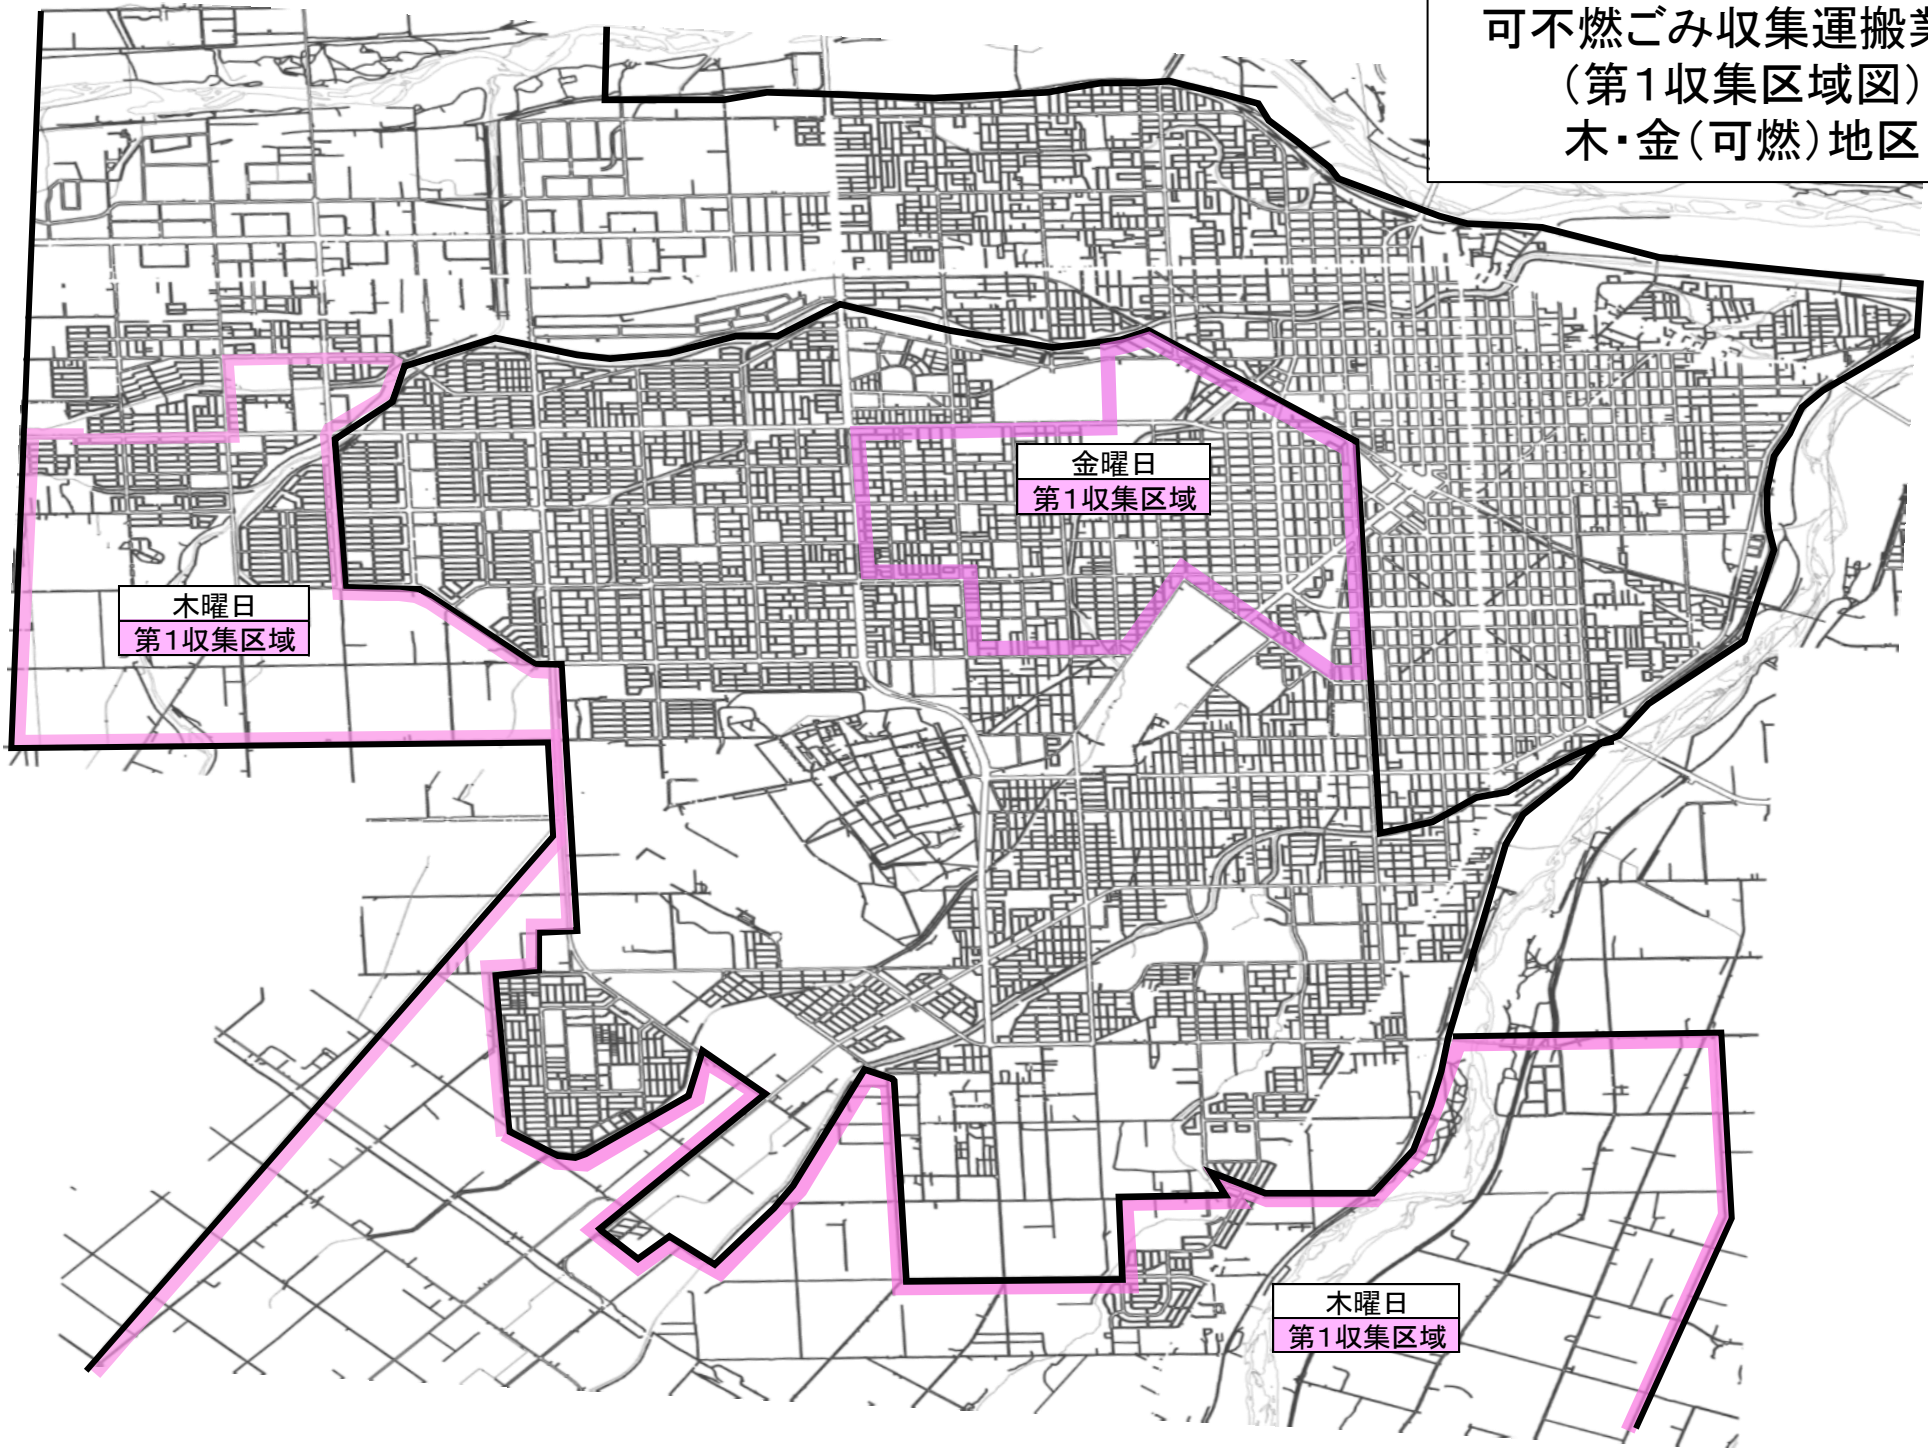 可不燃ごみ収集運搬業
（第１収集区域図）
木・金（可燃）地区
金曜日
第１収集区域
木曜日
第１収集区域
木曜日
第１収集区域